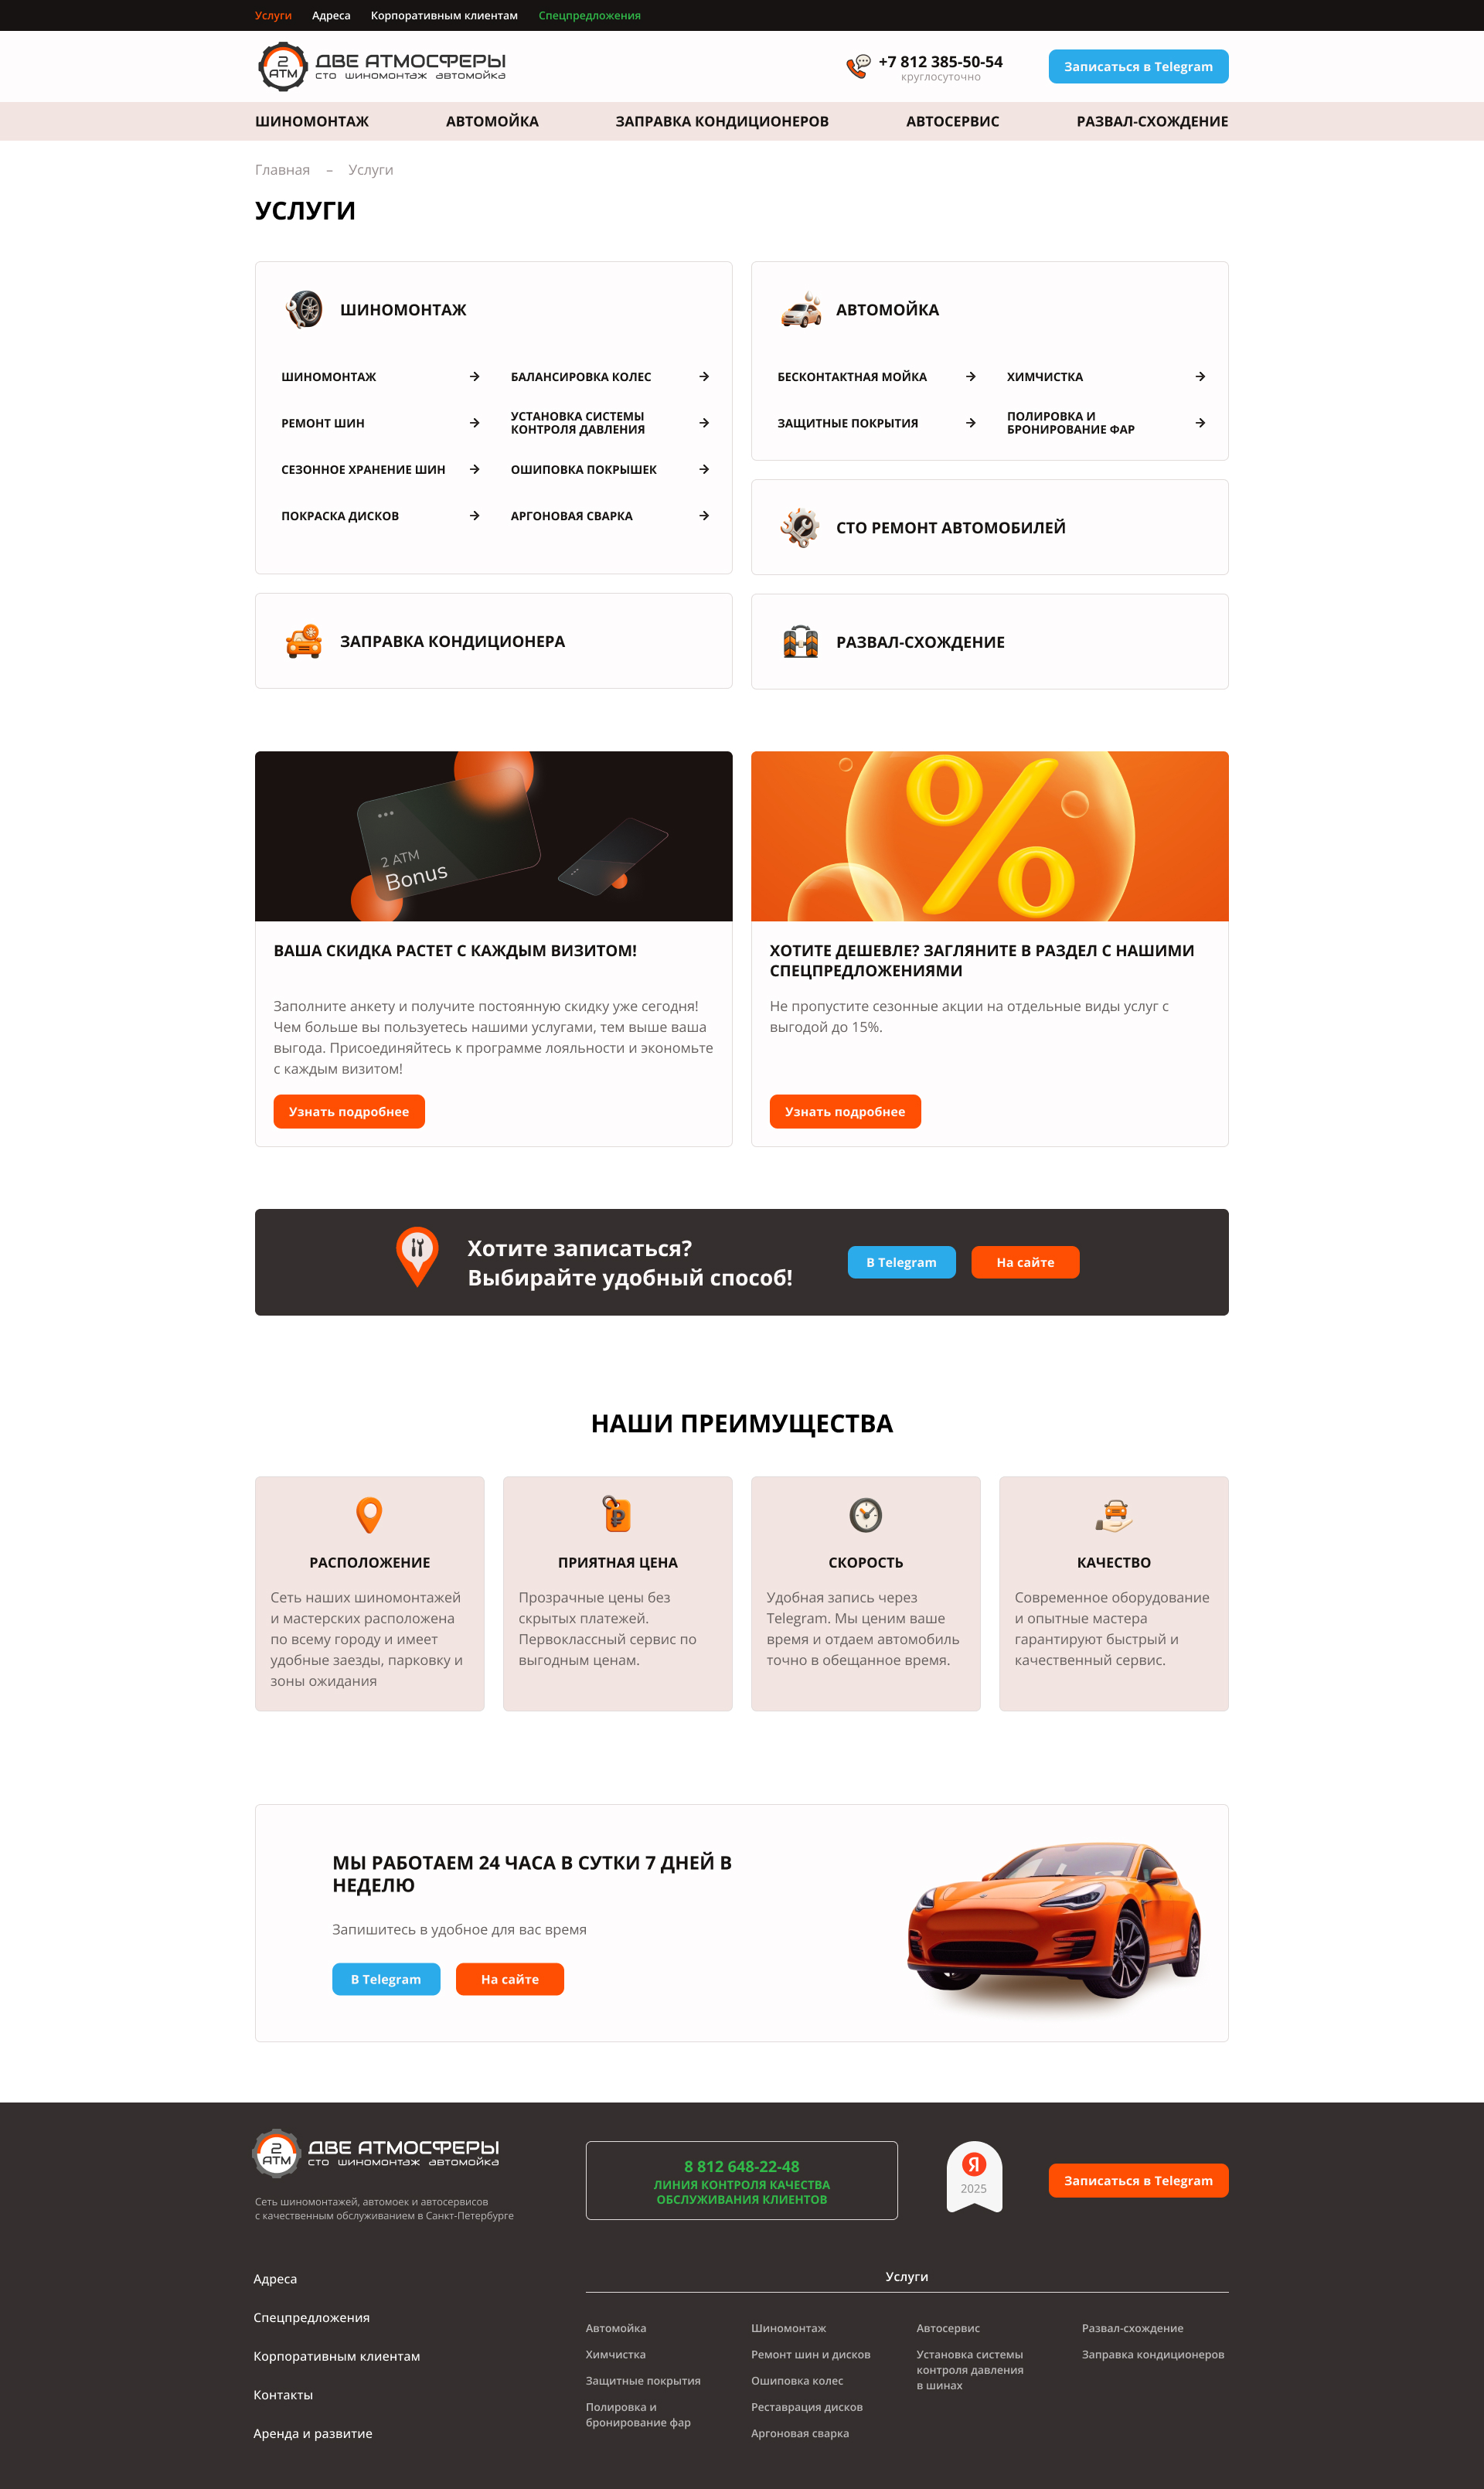 Услуги Адреса Корпоративным клиентам Спецпредложения
2 АТМ
ДВЕ АТМОСФЕРЫ
сто шиномонтаж автомойка
+7 812 385-50-54
круглосуточно
Записаться в Telegram
ШИНОМОНТАЖ АВТОМОЙКА ЗАПРАВКА КОНДИЦИОНЕРОВ АВТОСЕРВИС РАЗВАЛ-СХОЖДЕНИЕ
Главная – Услуги
УСЛУГИ
ШИНОМОНТАЖ
ШИНОМОНТАЖ
БАЛАНСИРОВКА КОЛЕС
РЕМОНТ ШИН
УСТАНОВКА СИСТЕМЫ
КОНТРОЛЯ ДАВЛЕНИЯ
СЕЗОННОЕ ХРАНЕНИЕ ШИН
ОШИПОВКА ПОКРЫШЕК
ПОКРАСКА ДИСКОВ
АРГОНОВАЯ СВАРКА
АВТОМОЙКА
БЕСКОНТАКТНАЯ МОЙКА
ХИМЧИСТКА
ЗАЩИТНЫЕ ПОКРЫТИЯ
ПОЛИРОВКА И
БРОНИРОВАНИЕ ФАР
СТО РЕМОНТ АВТОМОБИЛЕЙ
ЗАПРАВКА КОНДИЦИОНЕРА
РАЗВАЛ-СХОЖДЕНИЕ
2 ATM
Bonus
%
ВАША СКИДКА РАСТЕТ С КАЖДЫМ ВИЗИТОМ!
Заполните анкету и получите постоянную скидку уже сегодня!
Чем больше вы пользуетесь нашими услугами, тем выше ваша
выгода. Присоединяйтесь к программе лояльности и экономьте
с каждым визитом!
Узнать подробнее
ХОТИТЕ ДЕШЕВЛЕ? ЗАГЛЯНИТЕ В РАЗДЕЛ С НАШИМИ
СПЕЦПРЕДЛОЖЕНИЯМИ
Не пропустите сезонные акции на отдельные виды услуг с
выгодой до 15%.
Узнать подробнее
Хотите записаться?
Выбирайте удобный способ!
В Telegram
На сайте
НАШИ ПРЕИМУЩЕСТВА
РАСПОЛОЖЕНИЕ
Сеть наших шиномонтажей
и мастерских расположена
по всему городу и имеет
удобные заезды, парковку и
зоны ожидания
₽
ПРИЯТНАЯ ЦЕНА
Прозрачные цены без
скрытых платежей.
Первоклассный сервис по
выгодным ценам.
СКОРОСТЬ
Удобная запись через
Telegram. Мы ценим ваше
время и отдаем автомобиль
точно в обещанное время.
КАЧЕСТВО
Современное оборудование
и опытные мастера
гарантируют быстрый и
качественный сервис.
МЫ РАБОТАЕМ 24 ЧАСА В СУТКИ 7 ДНЕЙ В
НЕДЕЛЮ
Запишитесь в удобное для вас время
В Telegram
На сайте
2 АТМ
ДВЕ АТМОСФЕРЫ
сто шиномонтаж автомойка
Сеть шиномонтажей, автомоек и автосервисов
с качественным обслуживанием в Санкт-Петербурге
8 812 648-22-48
ЛИНИЯ КОНТРОЛЯ КАЧЕСТВА
ОБСЛУЖИВАНИЯ КЛИЕНТОВ
Я
2025
Записаться в Telegram
Адреса
Спецпредложения
Корпоративным клиентам
Контакты
Аренда и развитие
Услуги
Автомойка
Химчистка
Защитные покрытия
Полировка и
бронирование фар
Шиномонтаж
Ремонт шин и дисков
Ошиповка колес
Реставрация дисков
Аргоновая сварка
Автосервис
Установка системы
контроля давления
в шинах
Развал-схождение
Заправка кондиционеров